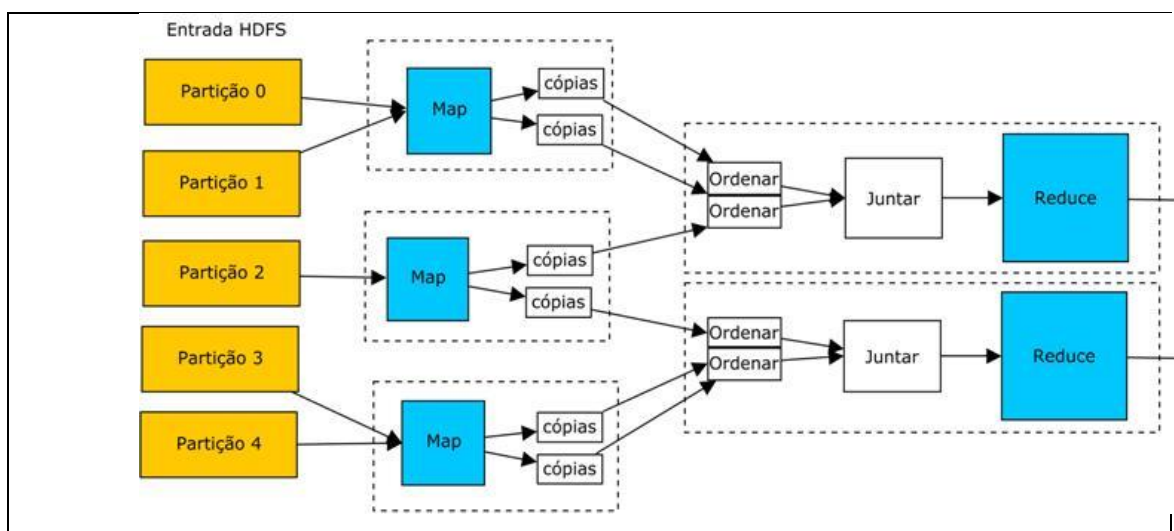 Entrada HDFS
Partição 0
Partição 1
Partição 2
Partição 3
Partição 4
Map
cópias
cópias
Map
cópias
cópias
Map
cópias
cópias
Ordenar
Ordenar
Juntar
Reduce
Ordenar
Ordenar
Juntar
Reduce